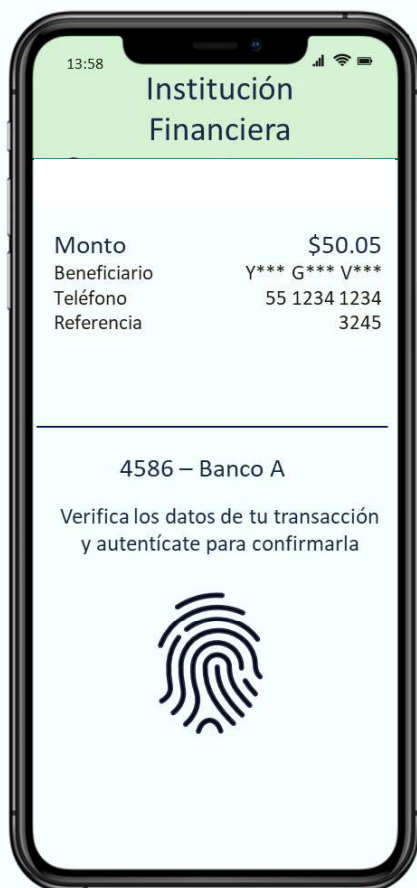 13:58
Institución
Financiera
Monto $50.05
Beneficiario Y*** G*** V***
Teléfono 55 1234 1234
Referencia 3245
4586 – Banco A
Verifica los datos de tu transacción
y autentícate para confirmarla